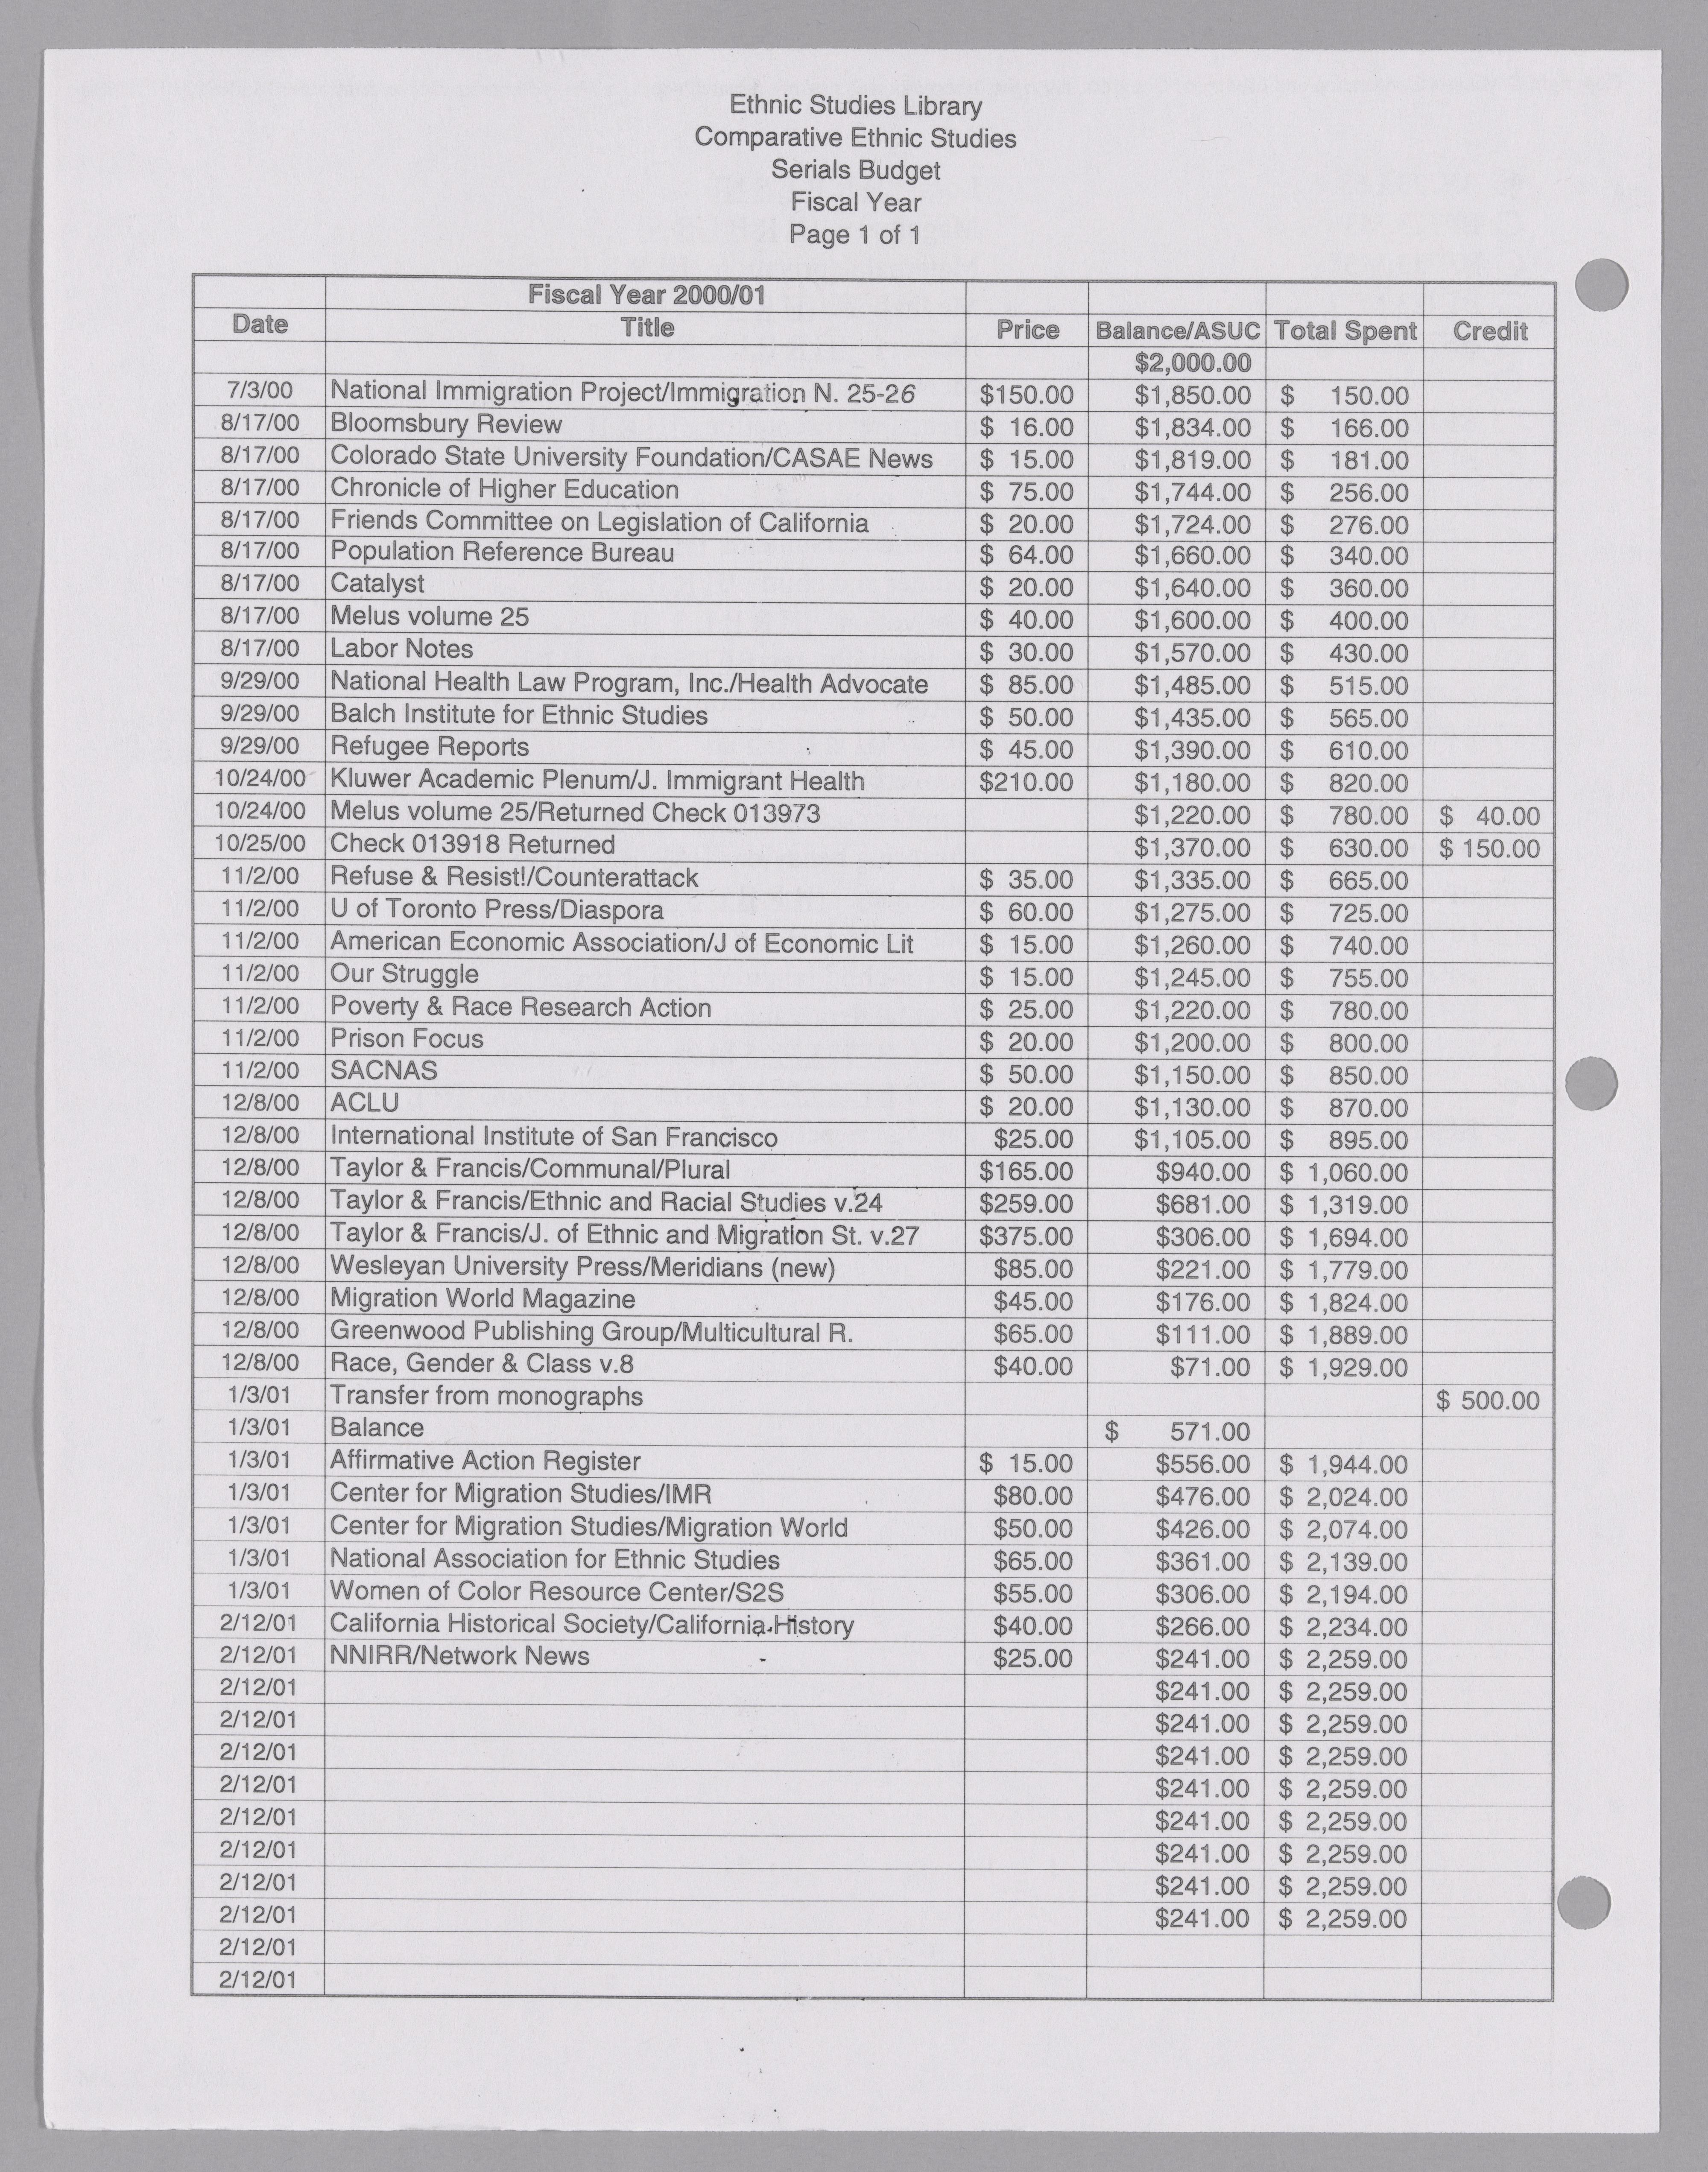 Ethnic Studies Library
Comparative Ethnic Studies
Serials Budget
Fiscal Year
Page 1 of 1
Fiscal Year 2000/01
Date Title Price Balance/ASUC Total Spent Credit
$2,000.00
7/3/00 National Immigration Project/Immigration N. 25-26 $150.00 $1,850.00 $ 150.00
8/17/00 Bloomsbury Review $ 16.00 $1,834.00 $ 166.00
8/17/00 Colorado State University Foundation/CASAE News $ 15.00 $1,819.00 $ 181.00
8/17/00 Chronicle of Higher Education $ 75.00 $1,744.00 $ 256.00
8/17/00 Friends Committee on Legislation of California $ 20.00 $1,724.00 $ 276.00
8/17/00 Population Reference Bureau $ 64.00 $1,660.00 $ 340.00
8/17/00 Catalyst $ 20.00 $1,640.00 $ 360.00
8/17/00 Melus volume 25 $ 40.00 $1,600.00 $ 400.00
8/17/00 Labor Notes $ 30.00 $1,570.00 $ 430.00
9/29/00 National Health Law Program, Inc./Health Advocate $ 85.00 $1,485.00 $ 515.00
9/29/00 Balch Institute for Ethnic Studies $ 50.00 $1,435.00 $ 565.00
9/29/00 Refugee Reports $ 45.00 $1,390.00 $ 610.00
10/24/00 Kluwer Academic Plenum/J. Immigrant Health $210.00 $1,180.00 $ 820.00
10/24/00 Melus volume 25/Returned Check 013973 $1,220.00 $ 780.00 $ 40.00
10/25/00 Check 013918 Returned $1,370.00 $ 630.00 $ 150.00
11/2/00 Refuse & Resist!/Counterattack $ 35.00 $1,335.00 $ 665.00
11/2/00 U of Toronto Press/Diaspora $ 60.00 $1,275.00 $ 725.00
11/2/00 American Economic Association/J of Economic Lit $ 15.00 $1,260.00 $ 740.00
11/2/00 Our Struggle $ 15.00 $1,245.00 $ 755.00
11/2/00 Poverty & Race Research Action $ 25.00 $1,220.00 $ 780.00
11/2/00 Prison Focus $ 20.00 $1,200.00 $ 800.00
11/2/00 SACNAS $ 50.00 $1,150.00 $ 850.00
12/8/00 ACLU $ 20.00 $1,130.00 $ 870.00
12/8/00 International Institute of San Francisco $25.00 $1,105.00 $ 895.00
12/8/00 Taylor & Francis/Communal/Plural $165.00 $940.00 $ 1,060.00
12/8/00 Taylor & Francis/Ethnic and Racial Studies v.24 $259.00 $681.00 $ 1,319.00
12/8/00 Taylor & Francis/J. of Ethnic and Migration St. v.27 $375.00 $306.00 $ 1,694.00
12/8/00 Wesleyan University Press/Meridians (new) $85.00 $221.00 $ 1,779.00
12/8/00 Migration World Magazine $45.00 $176.00 $ 1,824.00
12/8/00 Greenwood Publishing Group/Multicultural R. $65.00 $111.00 $ 1,889.00
12/8/00 Race, Gender & Class v.8 $40.00 $71.00 $ 1,929.00
1/3/01 Transfer from monographs $ 500.00
1/3/01 Balance $ 571.00
1/3/01 Affirmative Action Register $ 15.00 $556.00 $ 1,944.00
1/3/01 Center for Migration Studies/IMR $80.00 $476.00 $ 2,024.00
1/3/01 Center for Migration Studies/Migration World $50.00 $426.00 $ 2,074.00
1/3/01 National Association for Ethnic Studies $65.00 $361.00 $ 2,139.00
1/3/01 Women of Color Resource Center/S2S $55.00 $306.00 $ 2,194.00
2/12/01 California Historical Society/California History $40.00 $266.00 $ 2,234.00
2/12/01 NNIRR/Network News $25.00 $241.00 $ 2,259.00
2/12/01 $241.00 $ 2,259.00
2/12/01 $241.00 $ 2,259.00
2/12/01 $241.00 $ 2,259.00
2/12/01 $241.00 $ 2,259.00
2/12/01 $241.00 $ 2,259.00
2/12/01 $241.00 $ 2,259.00
2/12/01 $241.00 $ 2,259.00
2/12/01 $241.00 $ 2,259.00
2/12/01
2/12/01